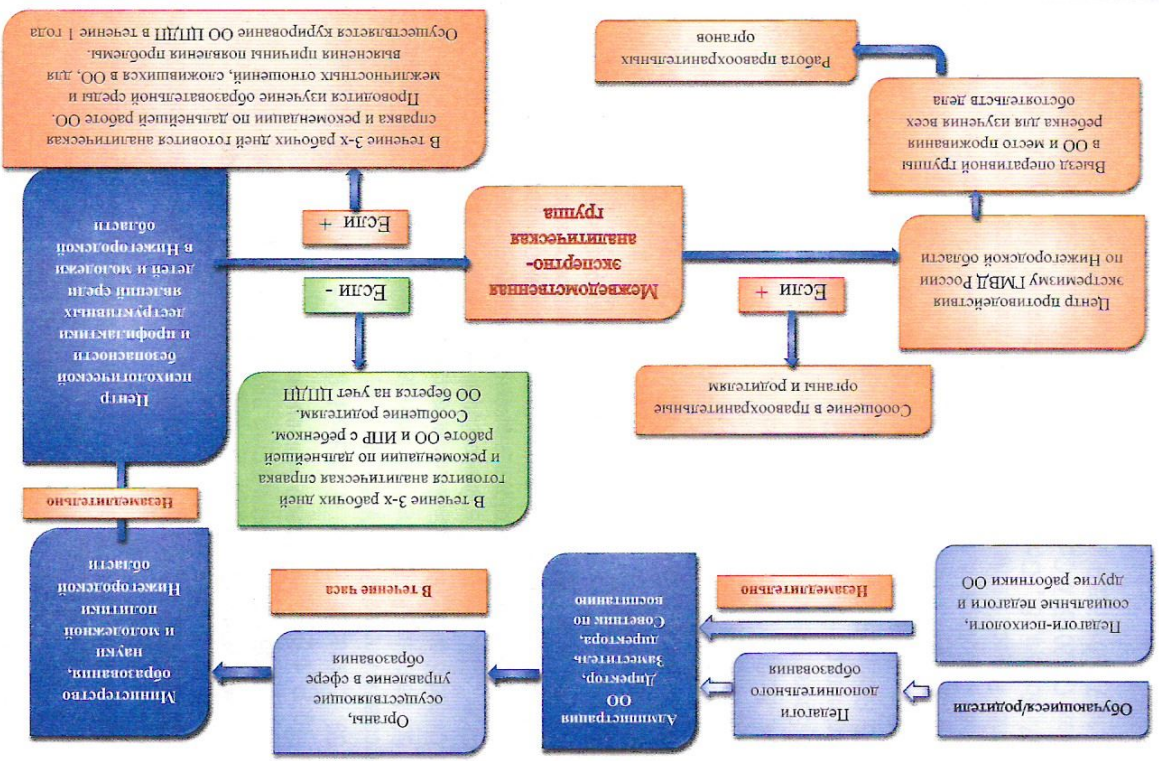 Обучающиеся/родители
Педагоги
дополнительного
образования
Педагоги-психологи,
социальные педагоги и
другие работники ОО
Незамедлительно
Администрация
ОО
Директор,
Заместитель
директора,
Советник по
воспитанию
Органы,
осуществляющие
управление в сфере
образования
В течение часа
Министерство
образования,
науки
и молодежной
политики
Нижегородской
области
Незамедлительно
Центр
психологической
безопасности
и профилактики
деструктивных
явлений среди
детей и молодежи
в Нижегородской
области
В течение 3-х рабочих дней
готовится аналитическая справка
и рекомендации по дальнейшей
работе ОО и ИПР с ребенком.
Сообщение родителям.
ОО берется на учет ЦПДП
Если -
Если +
В течение 3-х рабочих дней готовится аналитическая
справка и рекомендации по дальнейшей работе ОО.
Проводится изучение образовательной среды и
межличностных отношений, сложившихся в ОО, для
выяснения причины появления проблемы.
Осуществляется курирование ОО ЦПДП в течение 1 года
Межведомственная
экспертно-
аналитическая
группа
Сообщение в правоохранительные
органы и родителям
Если +
Центр противодействия
экстремизму ГМВД России
по Нижегородской области
Выезд оперативной группы
в ОО и место проживания
ребенка для изучения всех
обстоятельств дела
Работа правоохранительных
органов